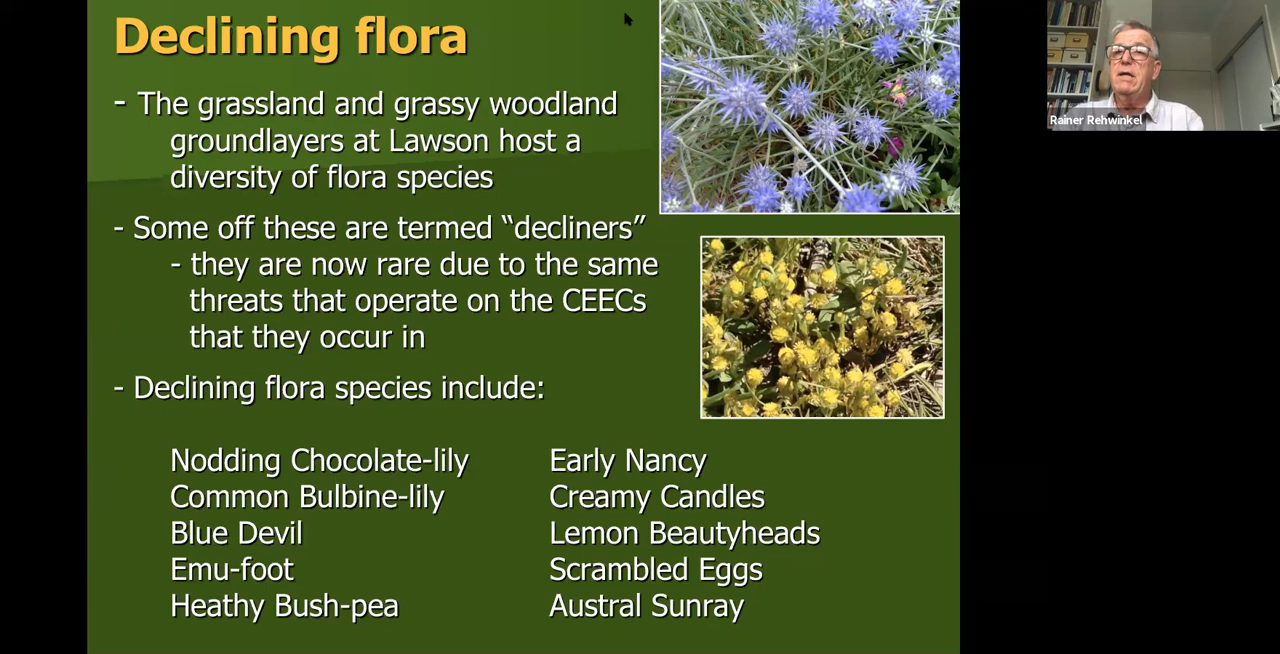 Declining flora
- The grassland and grassy woodland
groundlayers at Lawson host a
diversity of flora species
- Some off these are termed “decliners”
- they are now rare due to the same
threats that operate on the CEECs
that they occur in
- Declining flora species include:
Nodding Chocolate-lily
Common Bulbine-lily
Blue Devil
Emu-foot
Heathy Bush-pea
Early Nancy
Creamy Candles
Lemon Beautyheads
Scrambled Eggs
Austral Sunray
Rainer Rehwinkel